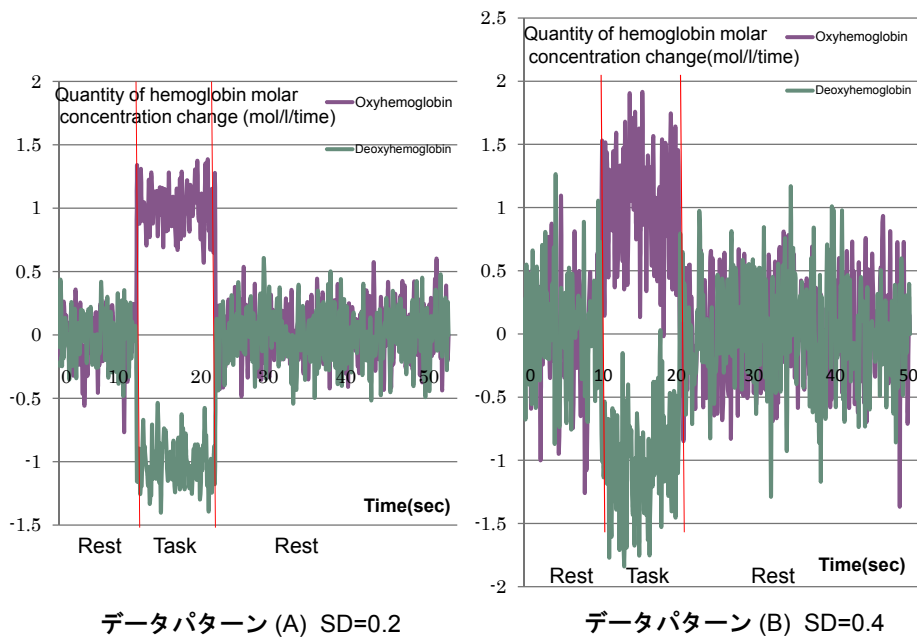 Quantity of hemoglobin molar
concentration change (mol/l/time)
Oxyhemoglobin
Deoxyhemoglobin
2
1.5
1
0.5
0
-0.5
-1
-1.5
0 10 20 30 40 50
Time(sec)
Rest Task Rest
データパターン (A) SD=0.2
Quantity of hemoglobin molar
concentration change(mol/l/time)
Oxyhemoglobin
Deoxyhemoglobin
2.5
2
1.5
1
0.5
0
-0.5
-1
-1.5
-2
0 10 20 30 40 50
Time(sec)
Rest Task Rest
データパターン (B) SD=0.4